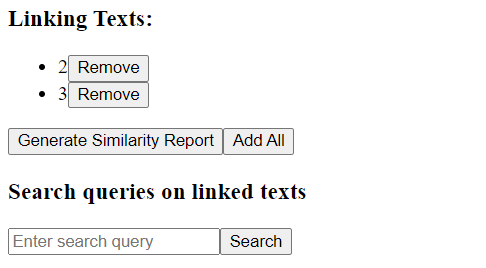 Linking Texts:
2 Remove
3 Remove
Generate Similarity Report Add All
Search queries on linked texts
Enter search query Search